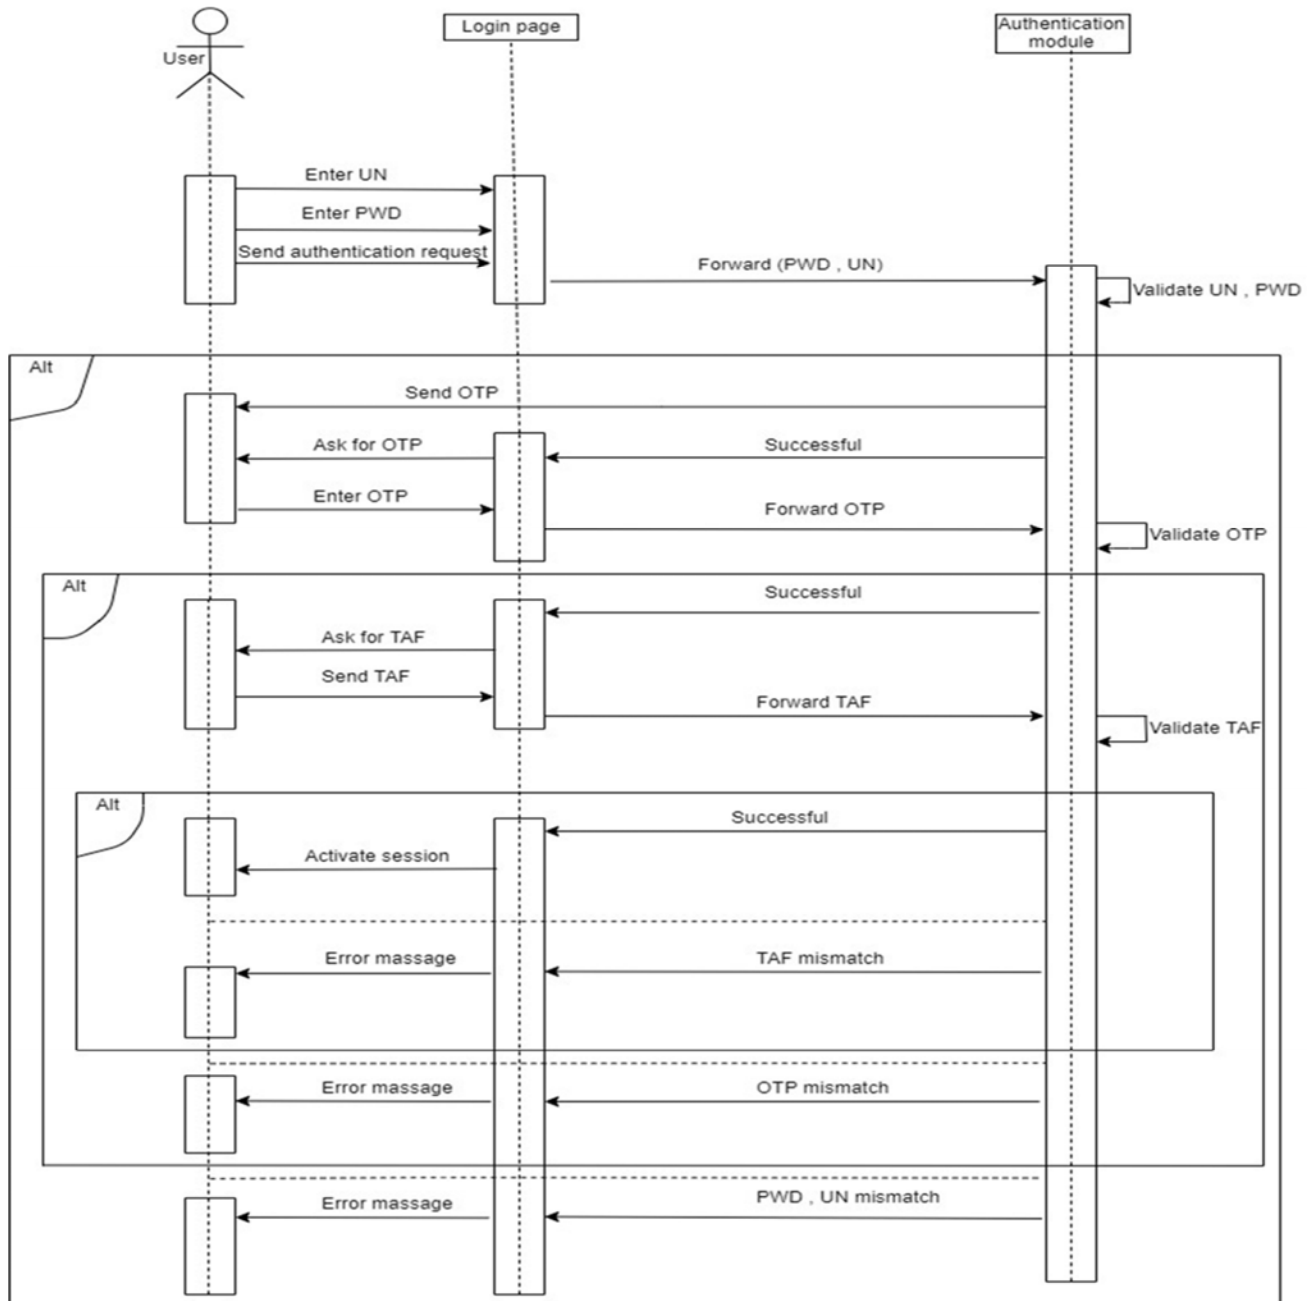 User
Login page
Authentication
module
Enter UN
Enter PWD
Send authentication request
Forward (PWD , UN)
Validate UN , PWD
Alt
Send OTP
Ask for OTP
Successful
Enter OTP
Forward OTP
Validate OTP
Alt
Successful
Ask for TAF
Send TAF
Forward TAF
Validate TAF
Alt
Successful
Activate session
Error massage
TAF mismatch
Error massage
OTP mismatch
Error massage
PWD , UN mismatch